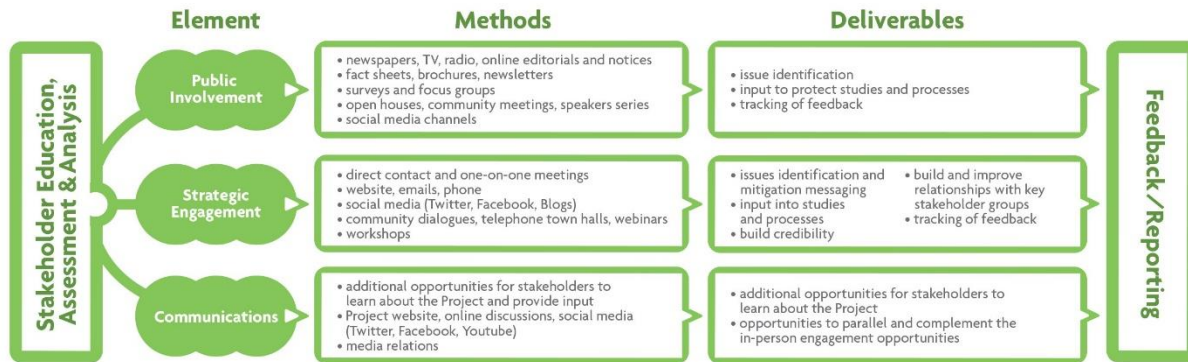 Element
Methods
Deliverables
Stakeholder Education,
Assessment & Analysis
Public
Involvement
• newspapers, TV, radio, online editorials and notices
• fact sheets, brochures, newsletters
• surveys and focus groups
• open houses, community meetings, speakers series
• social media channels
• issue identification
• input to protect studies and processes
• tracking of feedback
Strategic
Engagement
• direct contact and one-on-one meetings
• website, emails, phone
• social media (Twitter, Facebook, Blogs)
• community dialogues, telephone town halls, webinars
• workshops
• issues identification and
mitigation messaging
• input into studies
and processes
• build credibility
• build and improve
relationships with key
stakeholder groups
• tracking of feedback
Communications
• additional opportunities for stakeholders to
learn about the Project and provide input
• Project website, online discussions, social media
(Twitter, Facebook, Youtube)
• media relations
• additional opportunities for stakeholders to
learn about the Project
• opportunities to parallel and complement the
in-person engagement opportunities
Feedback/Reporting